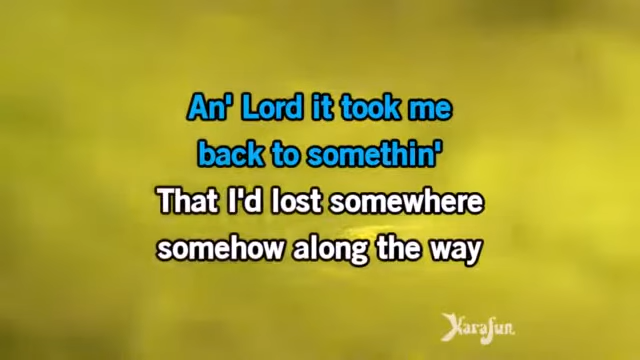 An' Lord it took me
back to somethin'
That I'd lost somewhere
somehow along the way
KaraFun